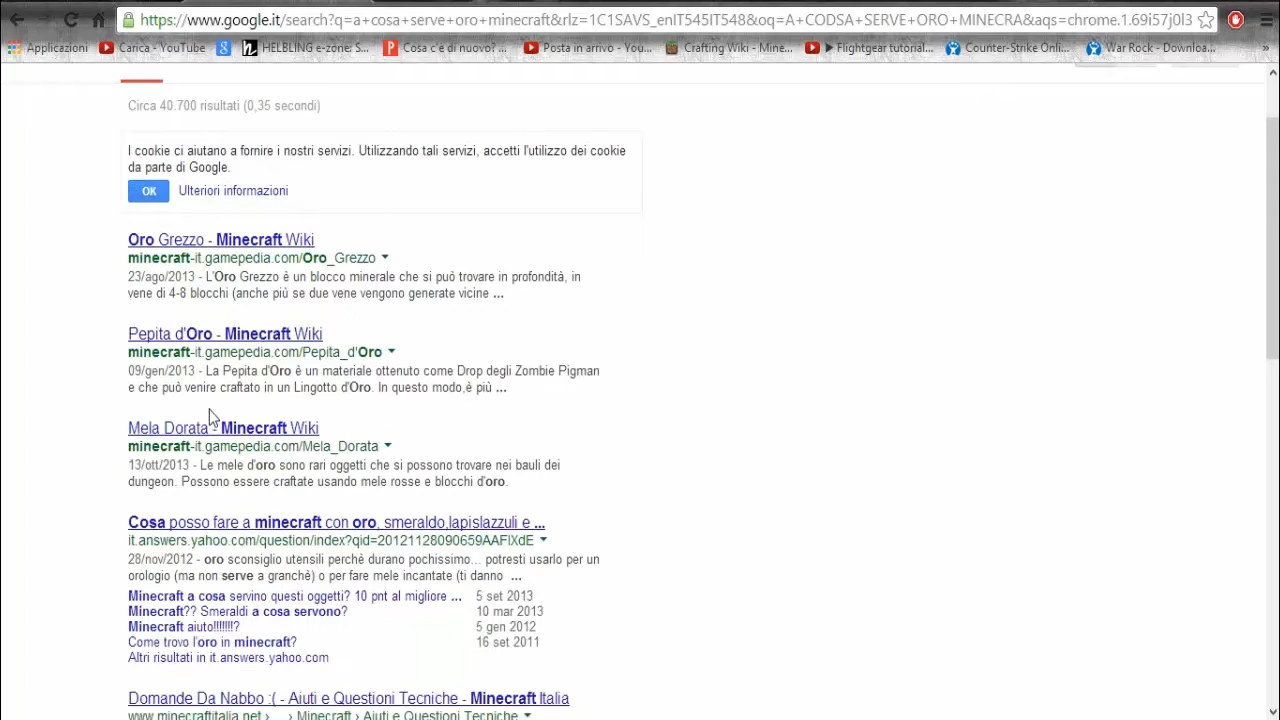 https://www.google.it/search?q=a+cosa+serve+oro+minecraft&rlz=1C1SAVS_enIT545IT548&oq=A+CODSA+SERVE+ORO+MINECRA&aqs=chrome.1.69i57j0l3
Applicazioni Carica - YouTube HELBLING e-zone: S... Cosa c'è di nuovo? ... Posta in arrivo - You... Crafting Wiki - Mine... ▶ Flightgear tutorial... Counter-Strike Onli... War Rock - Downloa... »
Circa 40.700 risultati (0,35 secondi)
I cookie ci aiutano a fornire i nostri servizi. Utilizzando tali servizi, accetti l'utilizzo dei cookie
da parte di Google.
OK Ulteriori informazioni
Oro Grezzo - Minecraft Wiki
minecraft-it.gamepedia.com/Oro_Grezzo
23/ago/2013 - L'Oro Grezzo è un blocco minerale che si può trovare in profondità, in
vene di 4-8 blocchi (anche più se due vene vengono generate vicine ...
Pepita d'Oro - Minecraft Wiki
minecraft-it.gamepedia.com/Pepita_d'Oro
09/gen/2013 - La Pepita d'Oro è un materiale ottenuto come Drop degli Zombie Pigman
e che può venire craftato in un Lingotto d'Oro. In questo modo,è più ...
Mela Dorata - Minecraft Wiki
minecraft-it.gamepedia.com/Mela_Dorata
13/ott/2013 - Le mele d'oro sono rari oggetti che si possono trovare nei bauli dei
dungeon. Possono essere craftate usando mele rosse e blocchi d'oro.
Cosa posso fare a minecraft con oro, smeraldo,lapislazzuli e ...
it.answers.yahoo.com/question/index?qid=20121128090659AAFlXdE
28/nov/2012 - oro sconsiglio utensili perchè durano pochissimo... potresti usarlo per un
orologio (ma non serve a granchè) o per fare mele incantate (ti danno ...
Minecraft a cosa servino questi oggetti? 10 pnt al migliore ... 5 set 2013
Minecraft?? Smeraldi a cosa servono? 10 mar 2013
Minecraft aiuto!!!!!!!? 5 gen 2012
Come trovo l'oro in minecraft? 16 set 2011
Altri risultati in it.answers.yahoo.com
Domande Da Nabbo :( - Aiuti e Questioni Tecniche - Minecraft Italia
www.minecraftitalia.net › ... › Minecraft › Aiuti e Questioni Tecniche